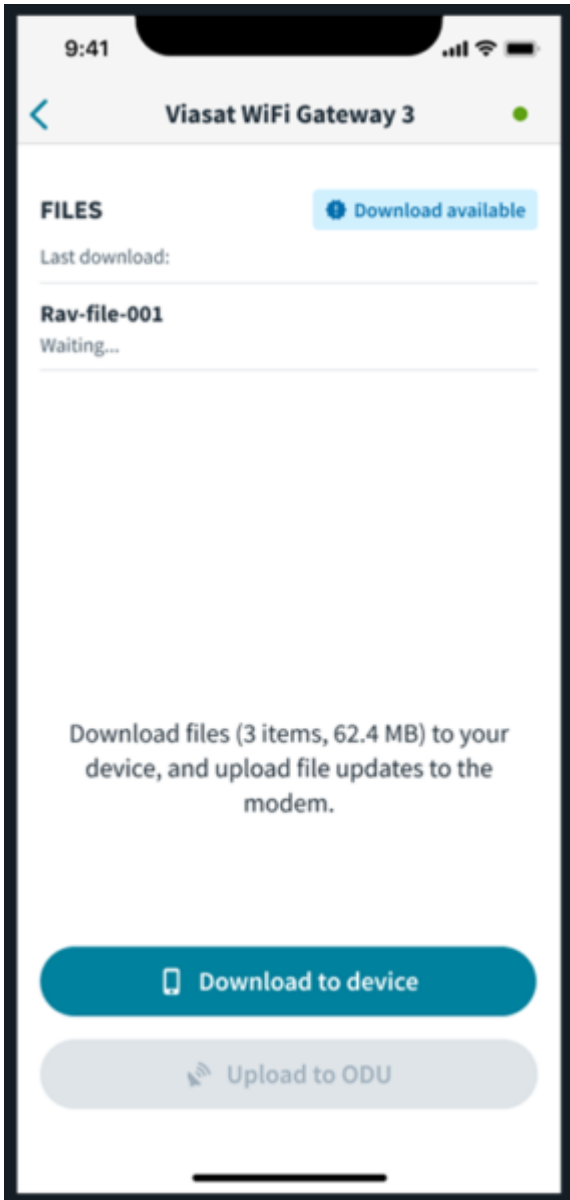 9:41
Viasat WiFi Gateway 3
FILES
Download available
Last download:
Rav-file-001
Waiting...
Download files (3 items, 62.4 MB) to your
device, and upload file updates to the
modem.
Download to device
Upload to ODU